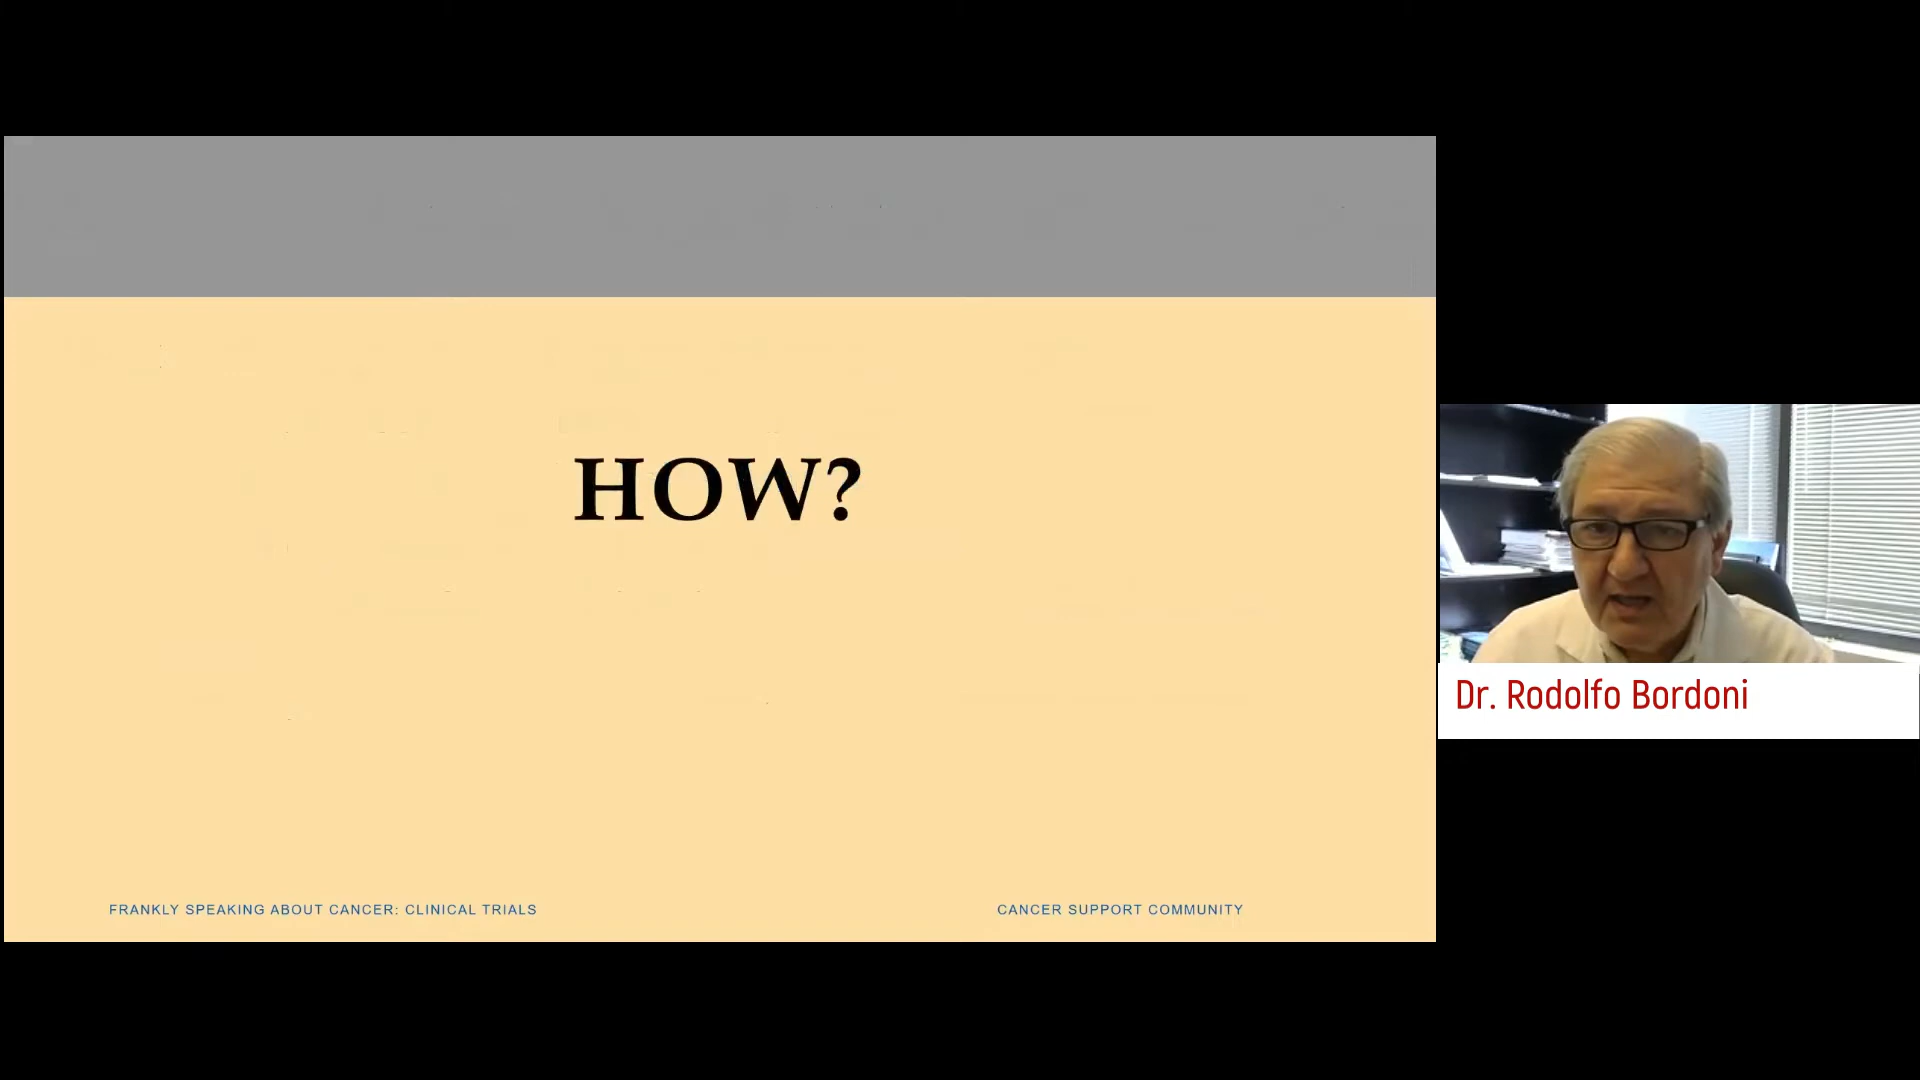 HOW?
Dr. Rodolfo Bordoni
FRANKLY SPEAKING ABOUT CANCER: CLINICAL TRIALS
CANCER SUPPORT COMMUNITY